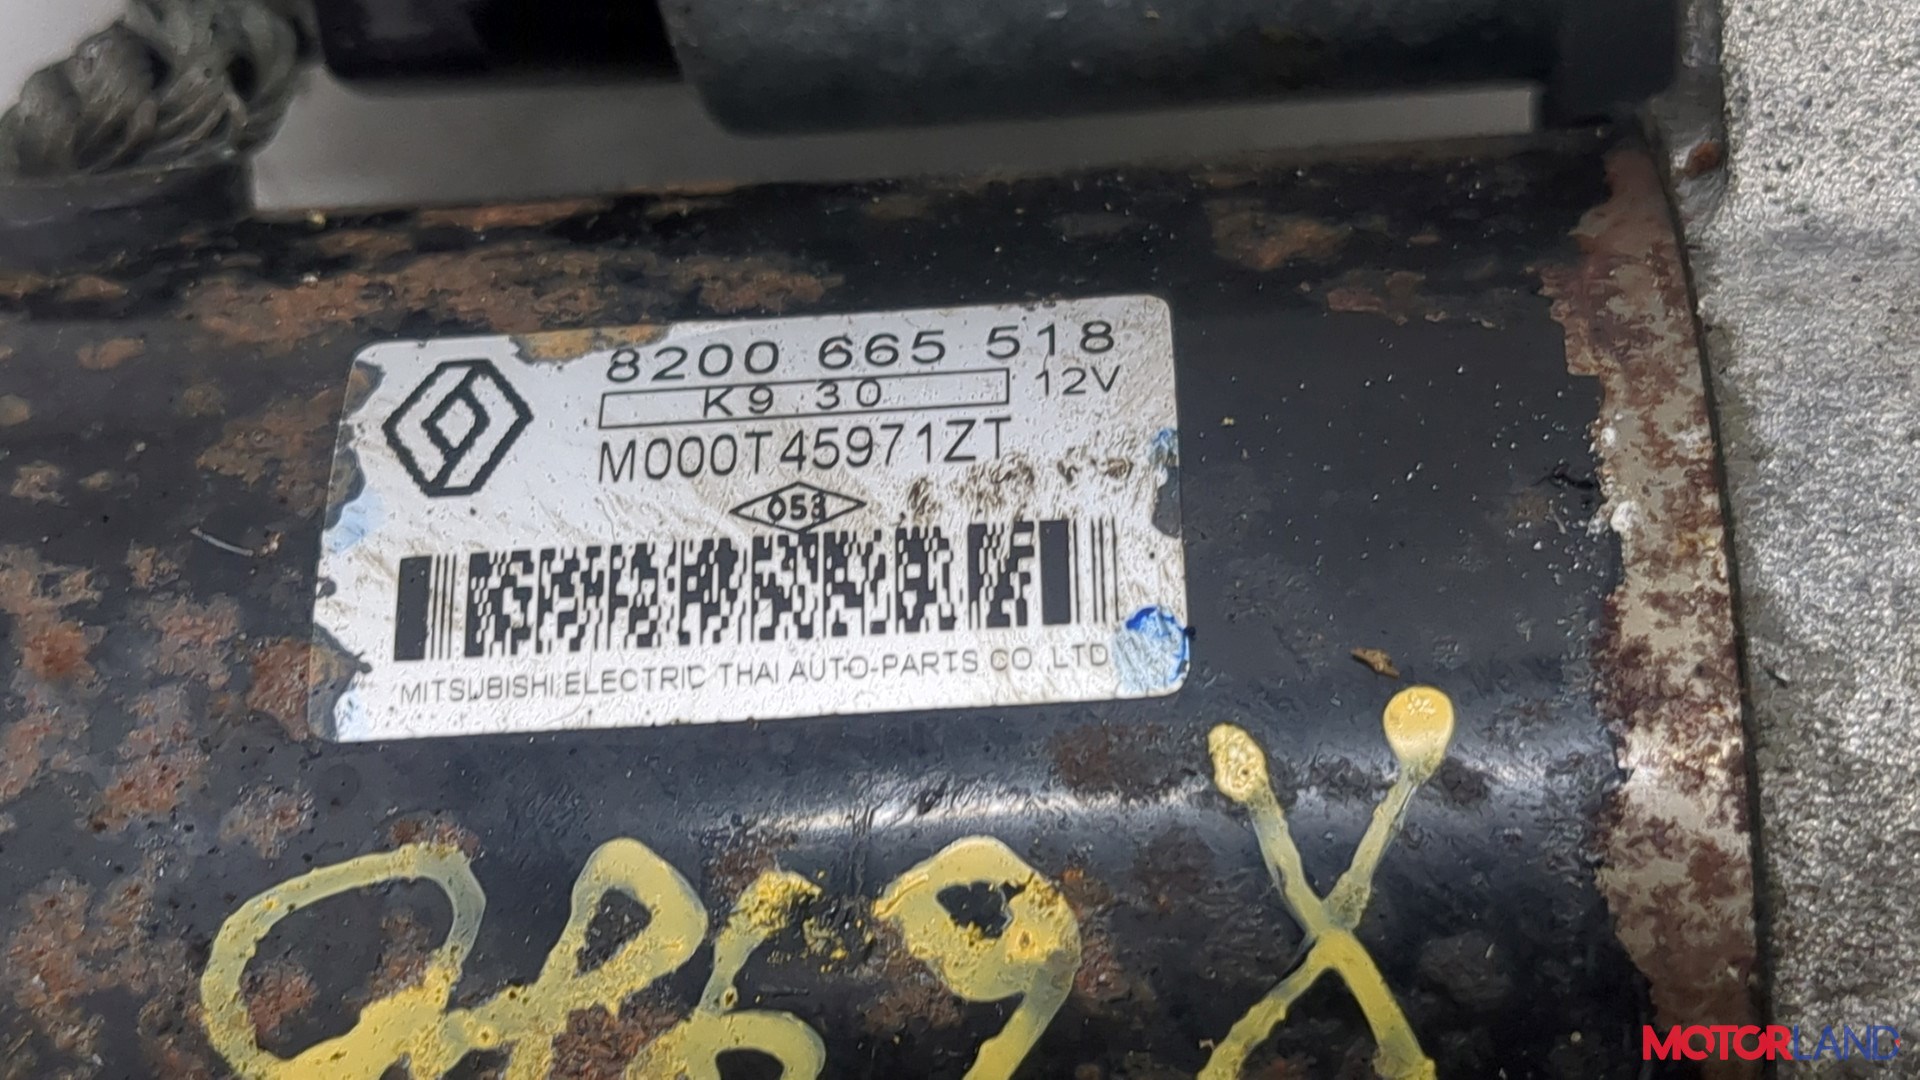 8200 665 518
K9 30 12V
M000T45971ZT
053
MITSUBISHI ELECTRIC THAI AUTO-PARTS CO.,LTD
X
MOTORLAND